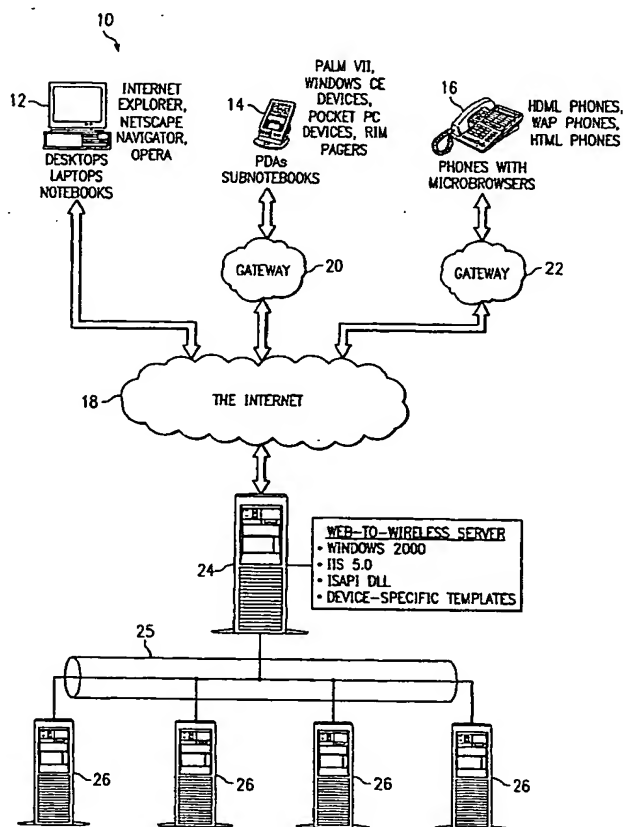 10
12
INTERNET
EXPLORER,
NETSCAPE
NAVIGATOR,
OPERA
DESKTOPS
LAPTOPS
NOTEBOOKS
14
PALM VII,
WINDOWS CE
DEVICES,
POCKET PC
DEVICES, RIM
PAGERS
PDAs
SUBNOTEBOOKS
16
HDML PHONES,
WAP PHONES,
HTML PHONES
PHONES WITH
MICROBROWSERS
GATEWAY
20
GATEWAY
22
18
THE INTERNET
24
WEB-TO-WIRELESS SERVER
• WINDOWS 2000
• IIS 5.0
• ISAPI DLL
• DEVICE-SPECIFIC TEMPLATES
25
26
26
26
26